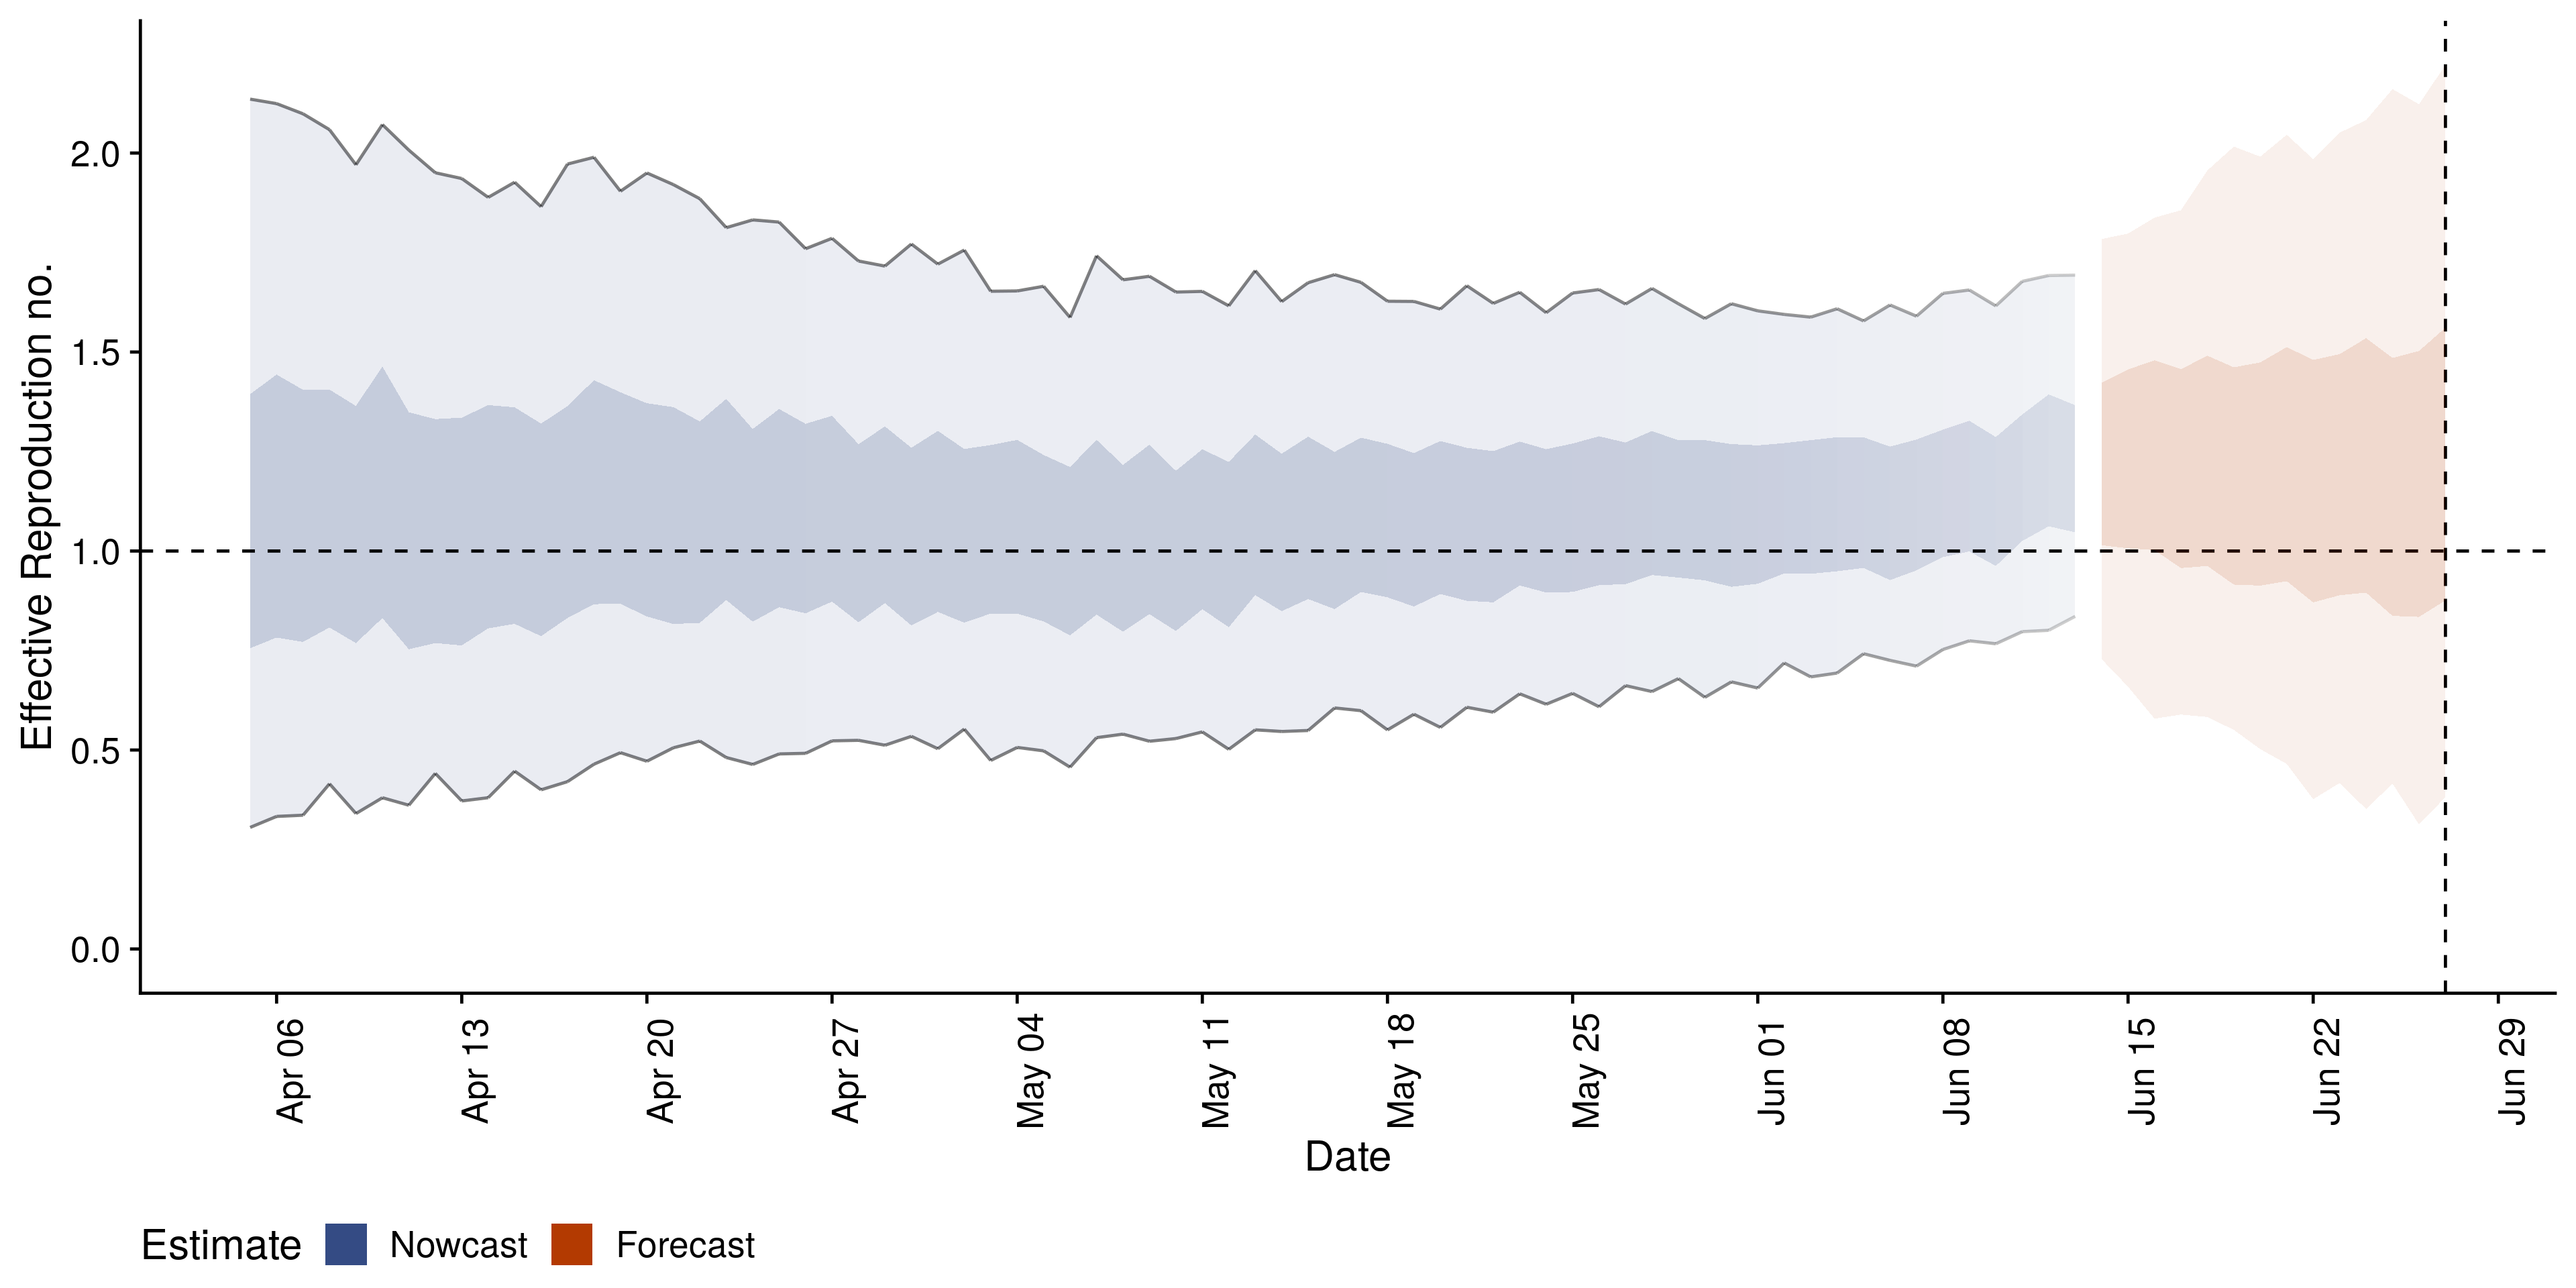 Effective Reproduction no.
2.0
1.5
1.0
0.5
0.0
Apr 06
Apr 13
Apr 20
Apr 27
May 04
May 11
May 18
May 25
Jun 01
Jun 08
Jun 15
Jun 22
Jun 29
Date
Estimate Nowcast Forecast